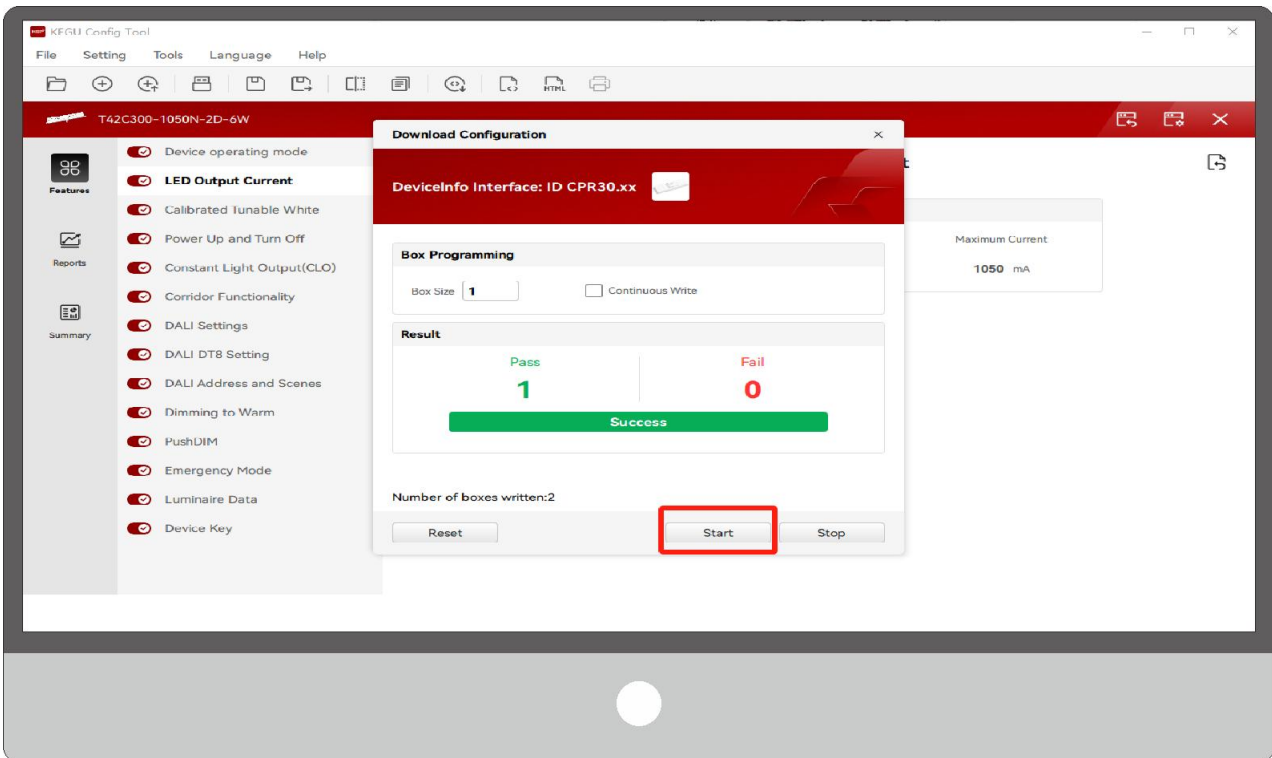 KEGU Config Tool
File Setting Tools Language Help
HTML
T42C300-1050N-2D-6W
Features
Reports
Summary
Device operating mode
LED Output Current
Calibrated Tunable White
Power Up and Turn Off
Constant Light Output(CLO)
Corridor Functionality
DALI Settings
DALI DT8 Setting
DALI Address and Scenes
Dimming to Warm
PushDIM
Emergency Mode
Luminaire Data
Device Key
Download Configuration
DeviceInfo Interface: ID CPR30.xx
Box Programming
Box Size 1 Continuous Write
Result
Pass Fail
1 0
Success
Number of boxes written:2
Reset Start Stop
Maximum Current
1050 mA